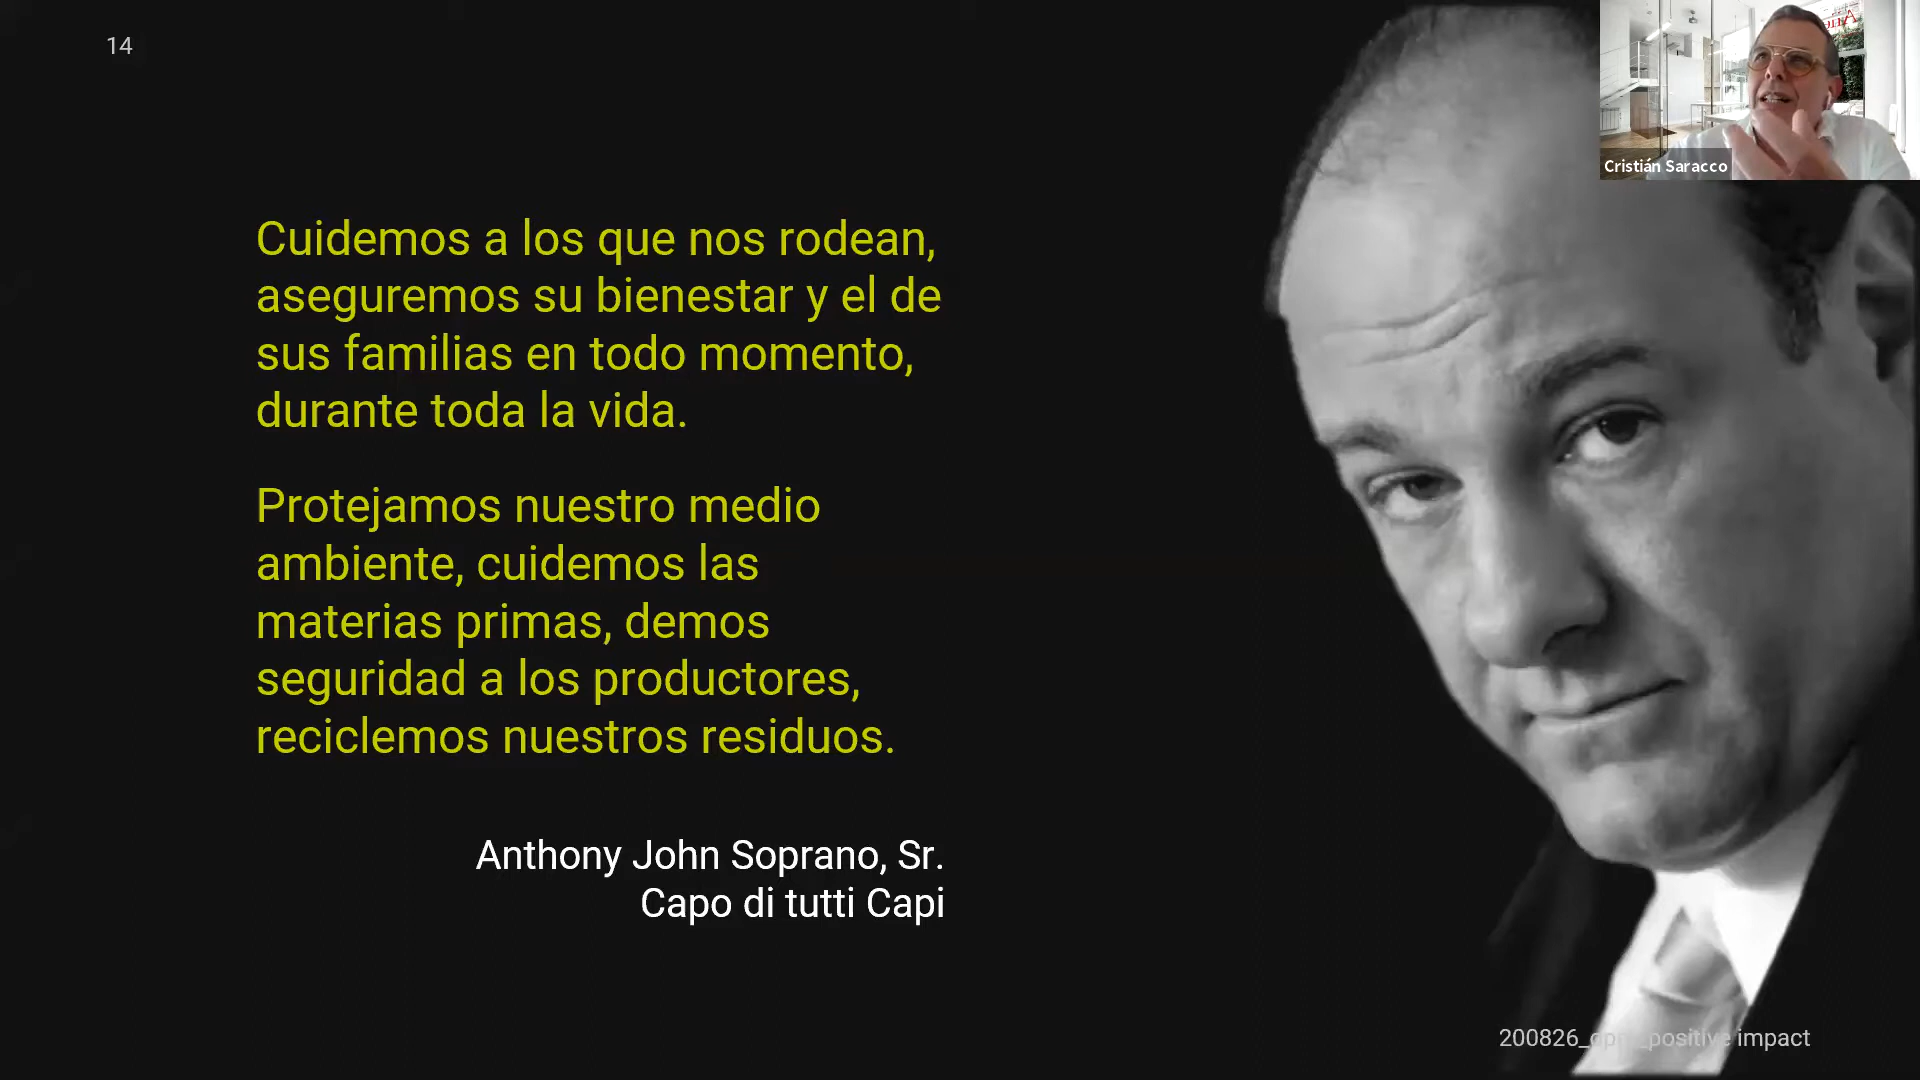 14
Cristián Saracco
Cuidemos a los que nos rodean,
aseguremos su bienestar y el de
sus familias en todo momento,
durante toda la vida.
Protejamos nuestro medio
ambiente, cuidemos las
materias primas, demos
seguridad a los productores,
reciclemos nuestros residuos.
Anthony John Soprano, Sr.
Capo di tutti Capi
positive impact